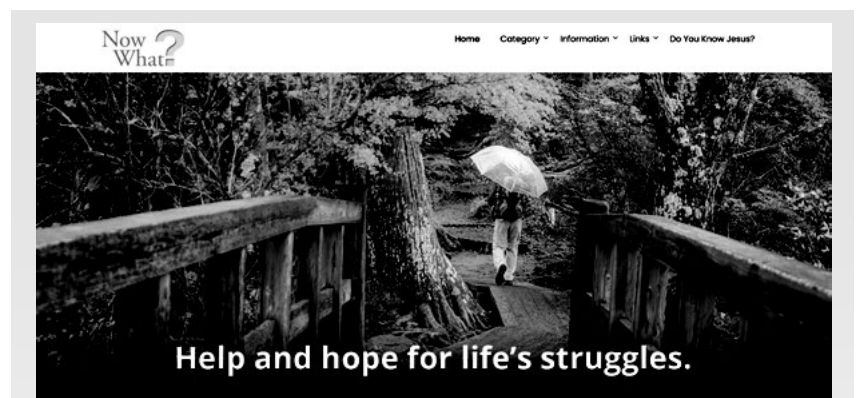 Now
What?
Home Category Information Links Do You Know Jesus?
Help and hope for life's struggles.